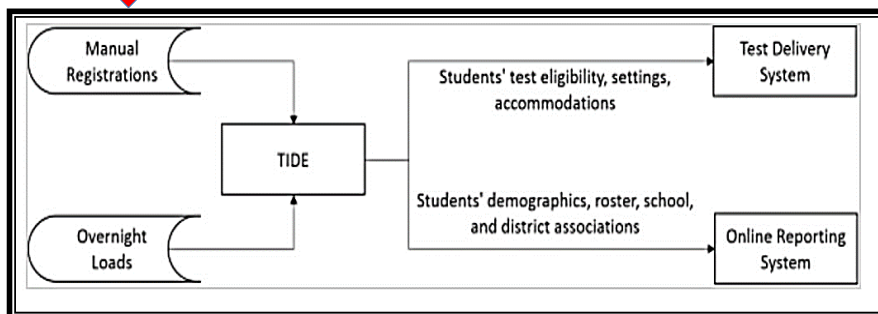 Manual
Registrations
Test Delivery
System
Students' test eligibility, settings,
accommodations
TIDE
Students' demographics, roster, school,
and district associations
Overnight
Loads
Online Reporting
System